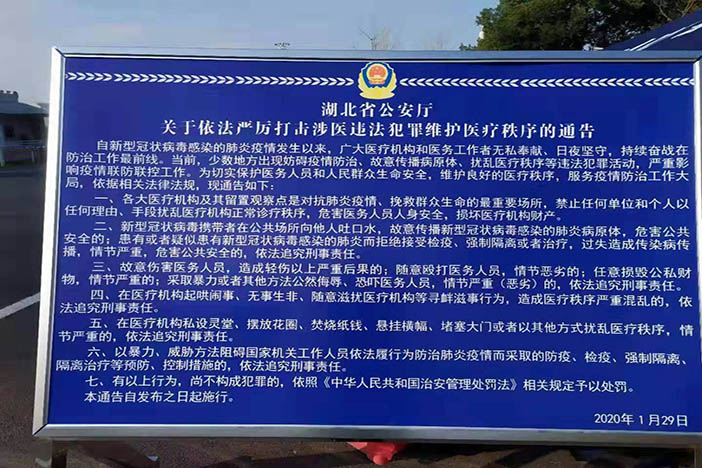 湖北省公安厅
关于依法严厉打击涉医违法犯罪维护医疗秩序的通告
自新型冠状病毒感染的肺炎疫情发生以来，广大医疗机构和医务工作者无私奉献、日夜坚守，持续奋战在
防治工作最前线。当前，少数地方出现妨碍疫情防治、故意传播病原体、扰乱医疗秩序等违法犯罪活动，严重影
响疫情防联防控工作。为切实保护医务人员和人民群众生命安全，维护良好的医疗秩序，服务疫情防治工作大
局，依据相关法律法规，现通告如下：
一、各大医疗机构及其留置观察点是对抗肺炎疫情、挽救群众生命的最重要场所，禁止任何单位和个人以
任何理由、手段扰乱医疗机构正常诊疗秩序，危害医务人员人身安全，损坏医疗机构财产。
二、新型冠状病毒携带者在公共场所向他人吐口水，故意传播新型冠状病毒感染的肺炎病原体，危害公共
安全的；患有或者疑似患有新型冠状病毒感染的肺炎而拒绝接受检疫、强制隔离或者治疗，过失造成传染病传
播，情节严重，危害公共安全的，依法追究刑事责任。
三、故意伤害医务人员，造成轻伤以上严重后果的；随意殴打医务人员，情节恶劣的；任意损毁公私财
物，情节严重的；采取暴力或者其他方法公然侮辱、恐吓医务人员，情节严重（恶劣）的，依法追究刑事责任。
四、在医疗机构起哄闹事、无事生非、随意滋扰医疗机构等寻衅滋事行为，造成医疗秩序严重混乱的，依
法追究刑事责任。
五、在医疗机构私设灵堂、摆放花圈、焚烧纸钱、悬挂横幅、堵塞大门或者以其他方式扰乱医疗秩序，情
节严重的，依法追究刑事责任。
六、以暴力、威胁方法阻碍国家机关工作人员依法履行为防治肺炎疫情而采取的防疫、检疫、强制隔离、
隔离治疗等预防、控制措施的，依法追究刑事责任。
七、有以上行为，尚不构成犯罪的，依照《中华人民共和国治安管理处罚法》相关规定予以处罚。
本通告自发布之日起施行。
2020年1月29日